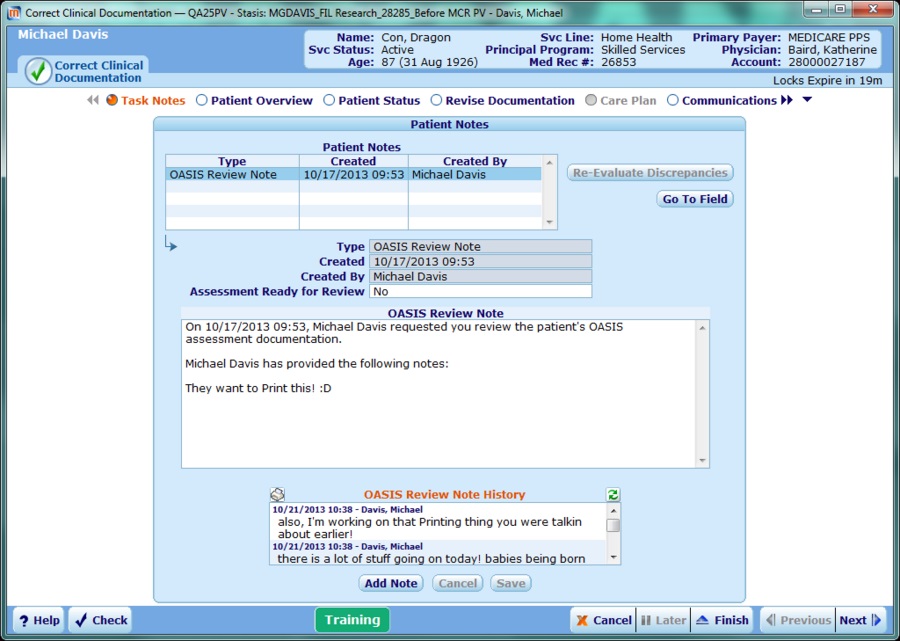 Correct Clinical Documentation — QA25PV - Stasis: MGDAVIS_FIL Research_28285_Before MCR PV - Davis, Michael
Michael Davis
Correct Clinical
Documentation
Name: Con, Dragon Svc Line: Home Health Primary Payer: MEDICARE PPS
Svc Status: Active Principal Program: Skilled Services Physician: Baird, Katherine
Age: 87 (31 Aug 1926) Med Rec #: 26853 Account: 28000027187
Locks Expire in 19m
Task Notes Patient Overview Patient Status Revise Documentation Care Plan Communications
Patient Notes
Patient Notes
Type Created Created By
OASIS Review Note 10/17/2013 09:53 Michael Davis
Re-Evaluate Discrepancies
Go To Field
Type OASIS Review Note
Created 10/17/2013 09:53
Created By Michael Davis
Assessment Ready for Review No
OASIS Review Note
On 10/17/2013 09:53, Michael Davis requested you review the patient's OASIS
assessment documentation.
Michael Davis has provided the following notes:
They want to Print this! :D
OASIS Review Note History
10/21/2013 10:38 - Davis, Michael
also, I'm working on that Printing thing you were talkin
about earlier!
10/21/2013 10:38 - Davis, Michael
there is a lot of stuff going on today! babies being born
Add Note Cancel Save
? Help Check Training Cancel Later Finish Previous Next